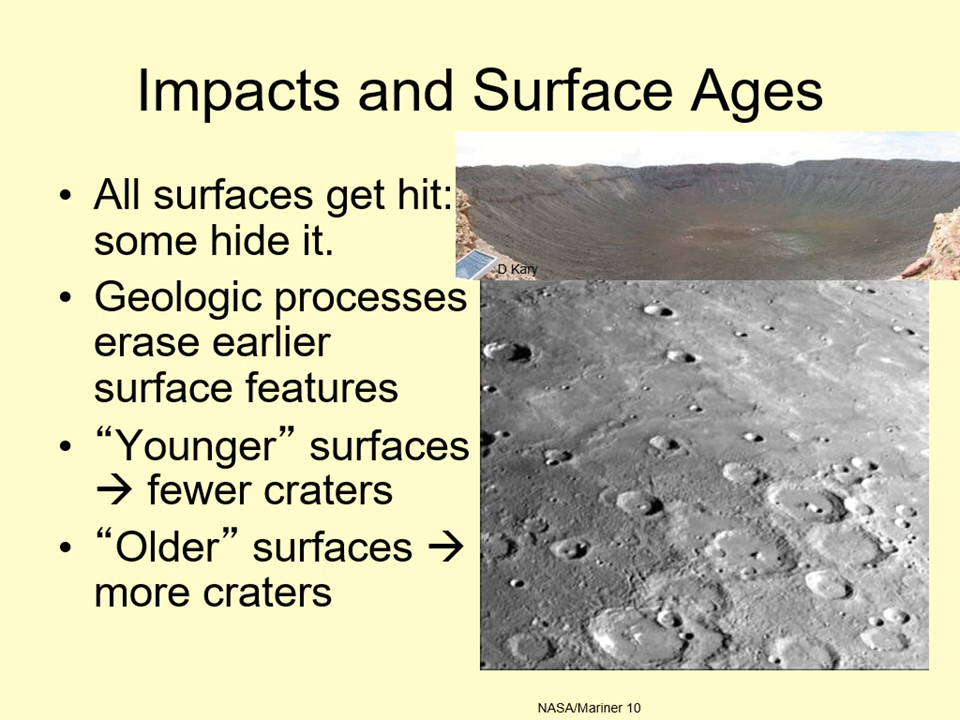 Impacts and Surface Ages
• All surfaces get hit:
some hide it.
• Geologic processes
erase earlier
surface features
• “Younger” surfaces
→ fewer craters
• “Older” surfaces →
more craters
D Kary
NASA/Mariner 10